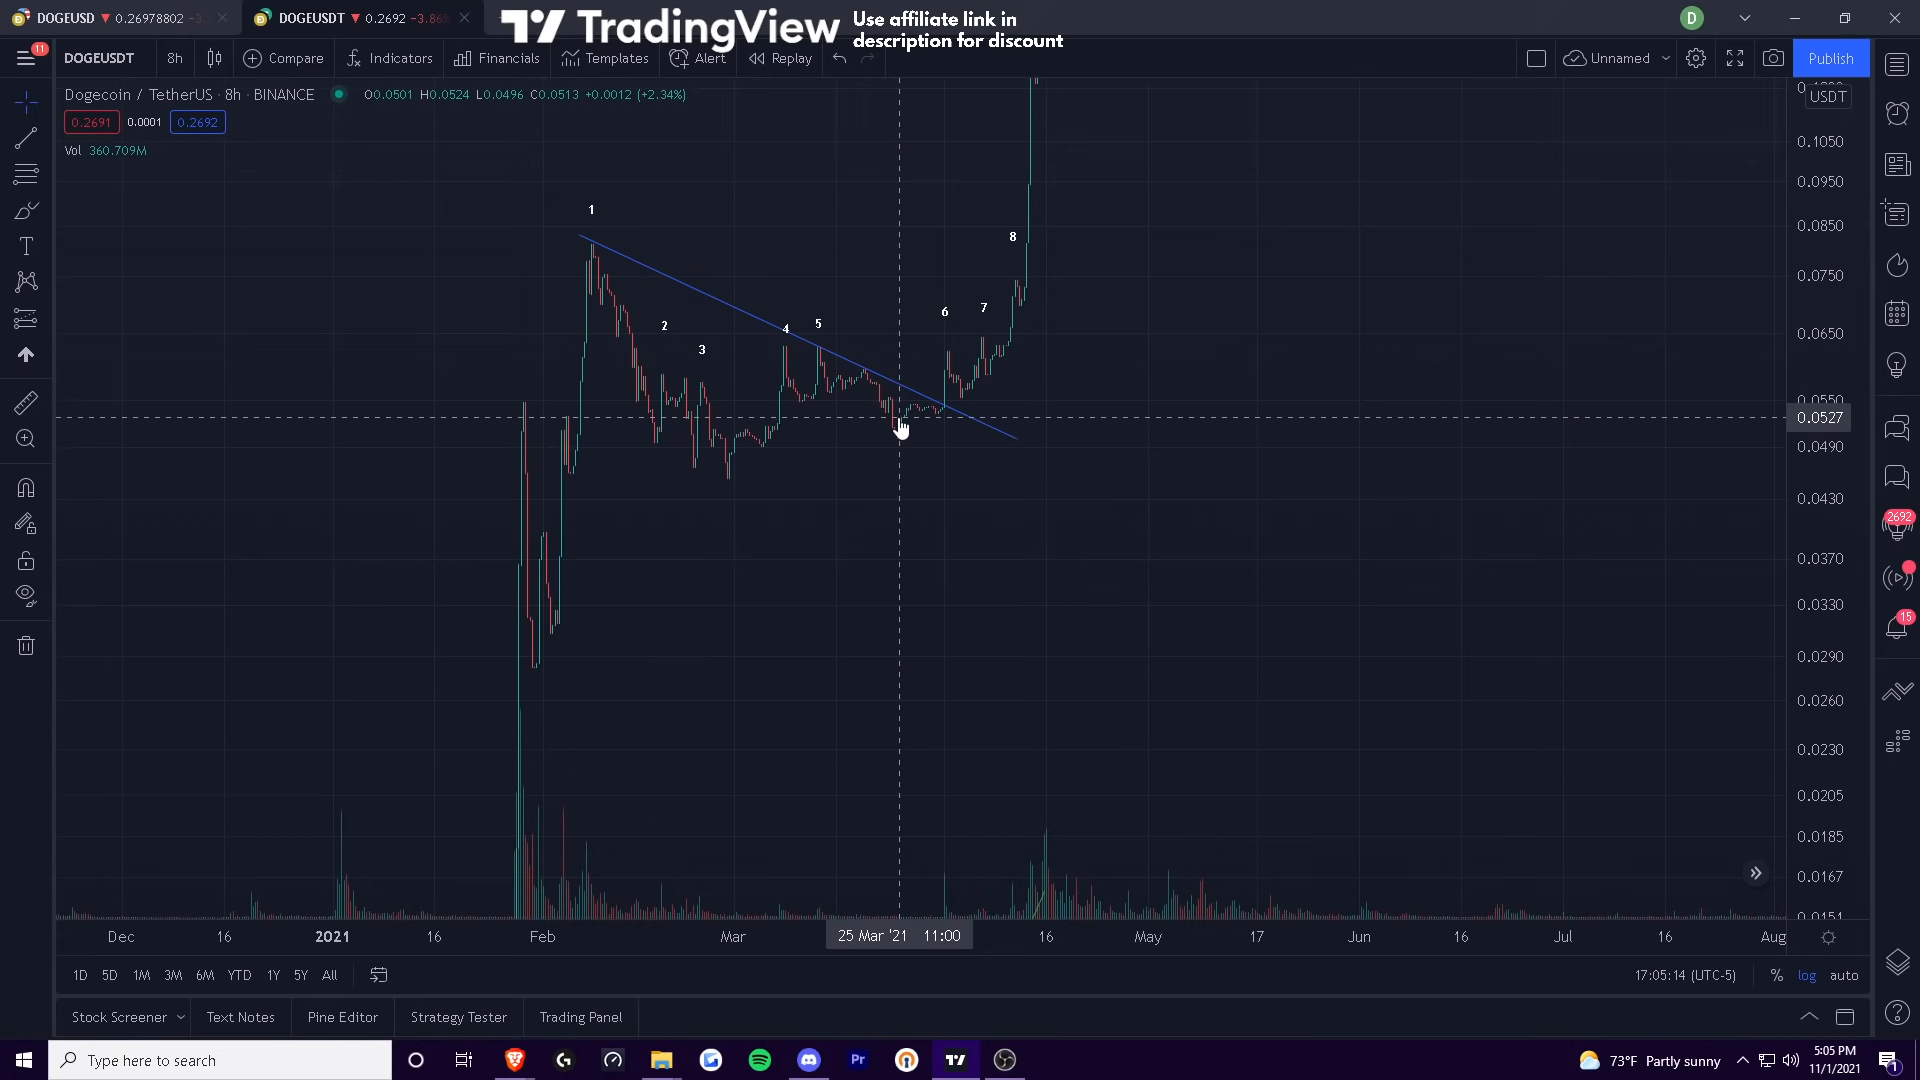 DOGEUSD ▼ 0.26978802 −3.
DOGEUSDT ▼ 0.2692 −3.86
TradingView
Use affiliate link in
description for discount
D
11
DOGEUSDT
8h
Compare
Indicators
Financials
Templates
Alert
Replay
Unnamed
Publish
Dogecoin / TetherUS · 8h · BINANCE
O0.0501 H0.0524 L0.0496 C0.0513 +0.0012 (+2.34%)
USDT
0.2691
0.0001
0.2692
Vol 360.709M
0.1050
0.0950
0.0850
0.0750
0.0650
0.0550
0.0527
0.0490
0.0430
0.0370
0.0330
0.0290
0.0260
0.0230
0.0205
0.0185
0.0167
0.0151
1
2
3
4
5
6
7
8
2692
15
Dec
16
2021
16
Feb
Mar
25 Mar '21 11:00
16
May
17
Jun
16
Jul
16
Aug
1D 5D 1M 3M 6M YTD 1Y 5Y All
17:05:14 (UTC-5)
% log auto
Stock Screener
Text Notes
Pine Editor
Strategy Tester
Trading Panel
Type here to search
Pr
73°F Partly sunny
5:05 PM
11/1/2021
1